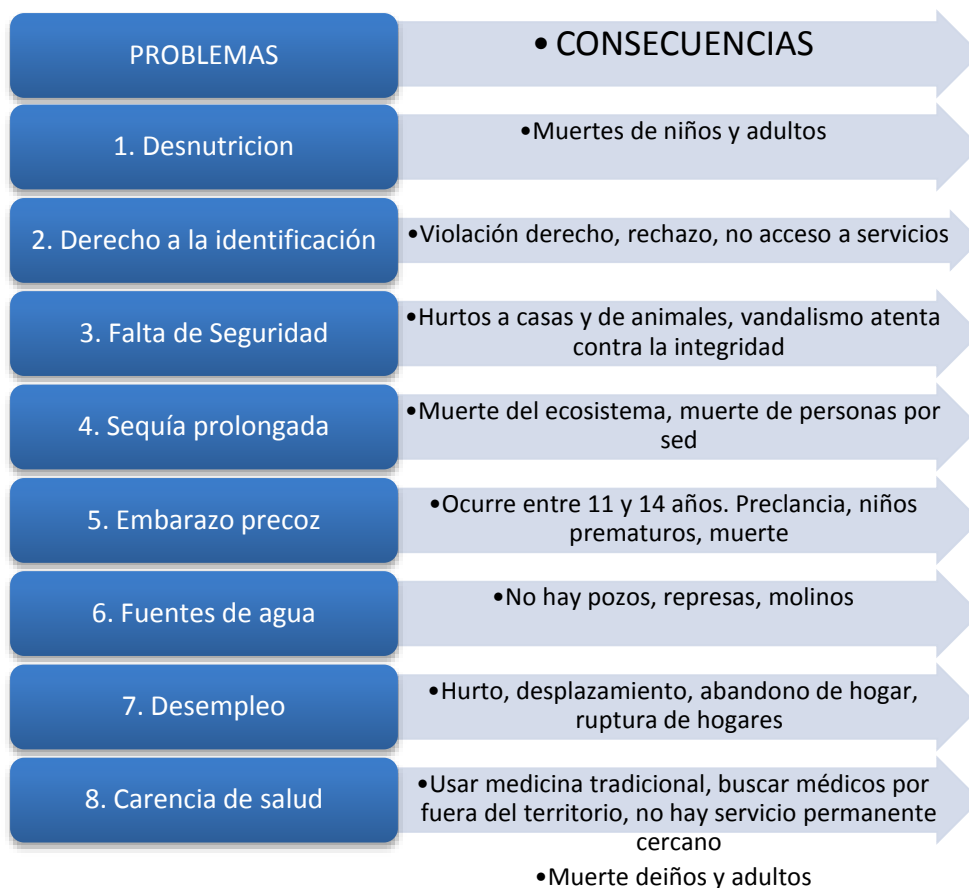 PROBLEMAS
• CONSECUENCIAS
1. Desnutricion
•Muertes de niños y adultos
2. Derecho a la identificación
•Violación derecho, rechazo, no acceso a servicios
3. Falta de Seguridad
•Hurtos a casas y de animales, vandalismo atenta
contra la integridad
4. Sequía prolongada
•Muerte del ecosistema, muerte de personas por
sed
5. Embarazo precoz
•Ocurre entre 11 y 14 años. Preclancia, niños
prematuros, muerte
6. Fuentes de agua
•No hay pozos, represas, molinos
7. Desempleo
•Hurto, desplazamiento, abandono de hogar,
ruptura de hogares
8. Carencia de salud
•Usar medicina tradicional, buscar médicos por
fuera del territorio, no hay servicio permanente
cercano
•Muerte deiños y adultos